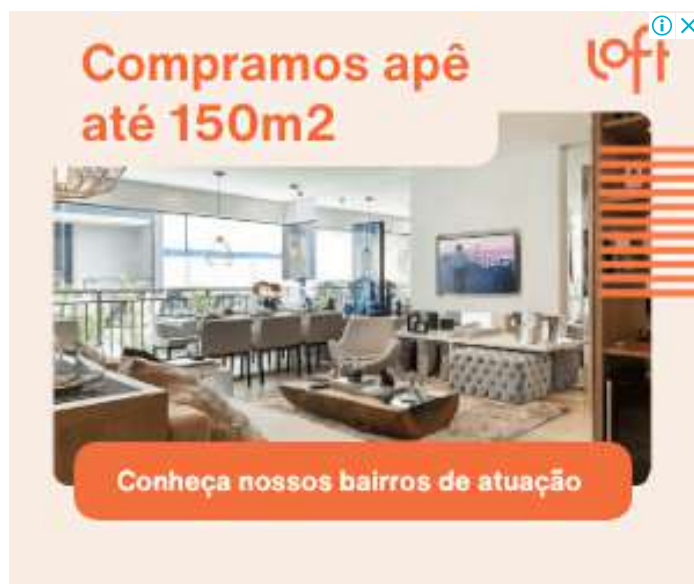 Compramos apê
até 150m2
loft
Conheça nossos bairros de atuação